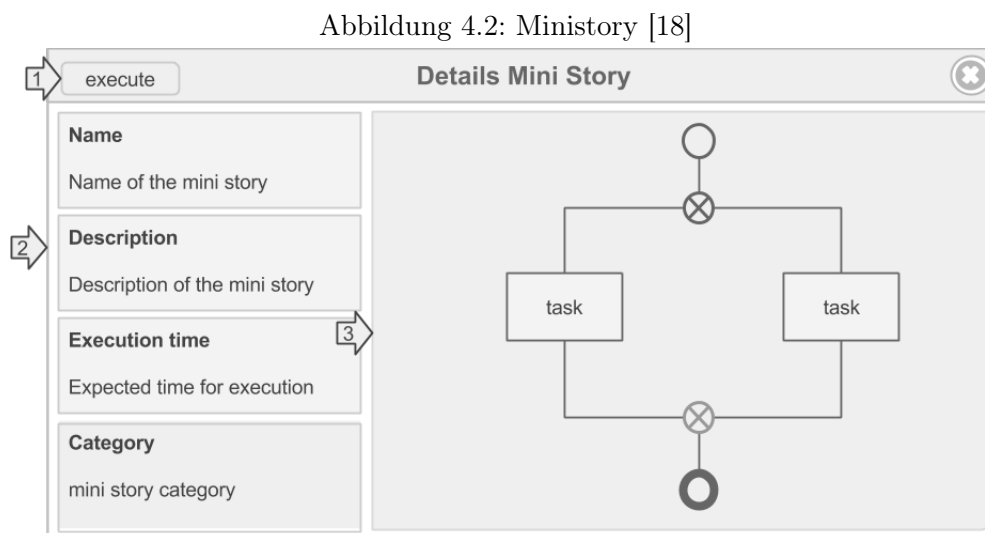 Abbildung 4.2: Ministory [18]
1
execute
Details Mini Story
Name
Name of the mini story
2
Description
Description of the mini story
3
Execution time
Expected time for execution
Category
mini story category
task
task